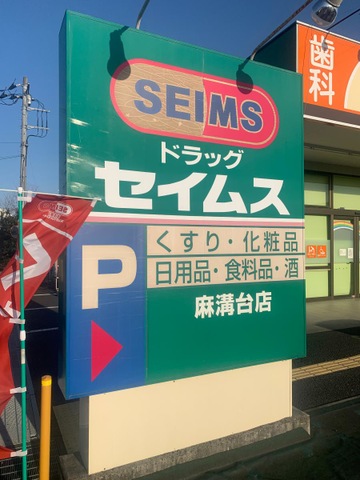 SEIMS
ドラッグ
セイムス
くすり・化粧品
日用品・食料品・酒
麻溝台店
P
歯科